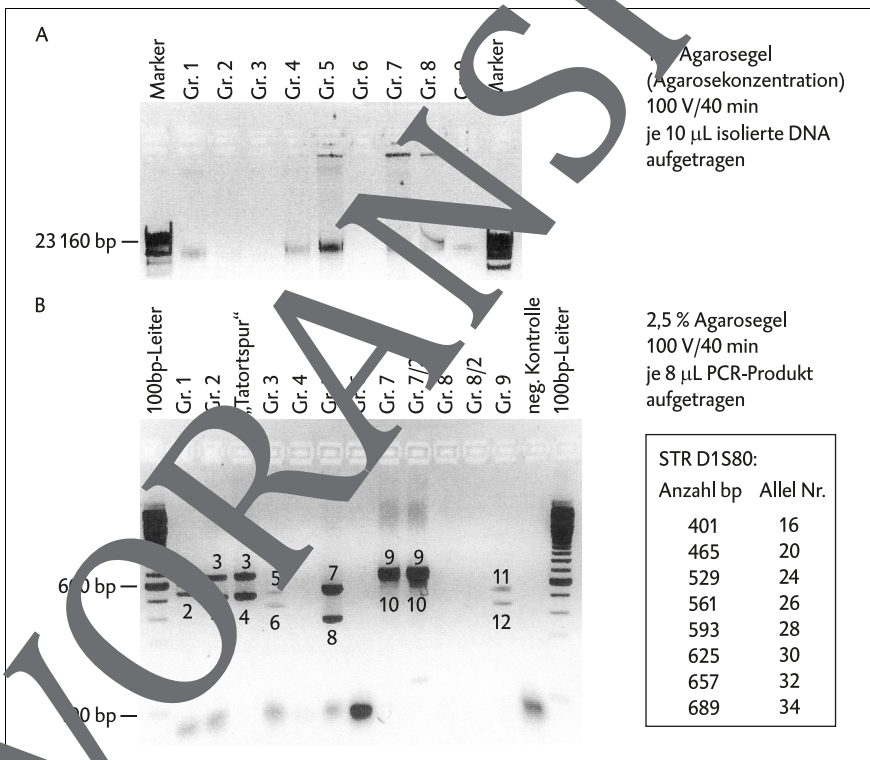 A
Marker
Gr. 1
Gr. 2
Gr. 3
Gr. 4
Gr. 5
Gr. 6
Gr. 7
Gr. 8
Agarosegel
(Agarosekonzentration)
100 V/40 min
je 10 µL isolierte DNA
aufgetragen
23 160 bp
B
100bp-Leiter
Gr. 1
Gr. 2
„Tatortspur“
Gr. 3
Gr. 4
Gr. 7
Gr. 7/2
Gr. 8
Gr. 8/2
Gr. 9
neg. Kontrolle
100bp-Leiter
2,5 % Agarosegel
100 V/40 min
je 8 µL PCR-Produkt
aufgetragen
3 3 5 7 9 9 11
2 4 6 8 10 10 12
bp
bp
STR D1S80:
Anzahl bp Allel Nr.
401 16
465 20
529 24
561 26
593 28
625 30
657 32
689 34
VORANSI